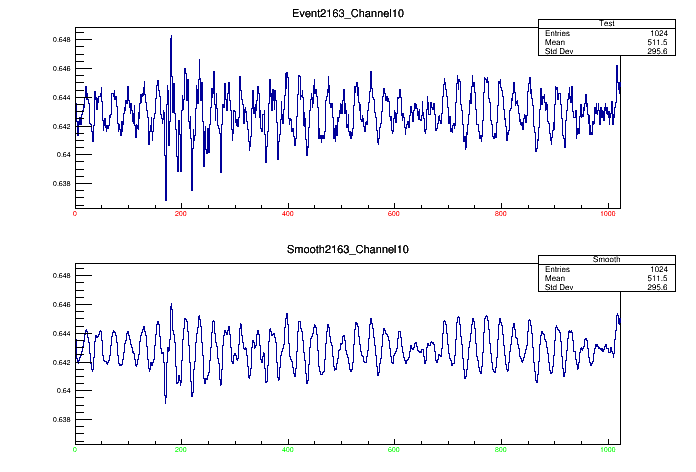 Event2163_Channel10
Test
Entries 1024
Mean 511.5
Std Dev 295.6
0.648
0.646
0.644
0.642
0.64
0.638
0 200 400 600 800 1000
Smooth2163_Channel10
Smooth
Entries 1024
Mean 511.5
Std Dev 295.6
0.648
0.646
0.644
0.642
0.64
0.638
0 200 400 600 800 1000